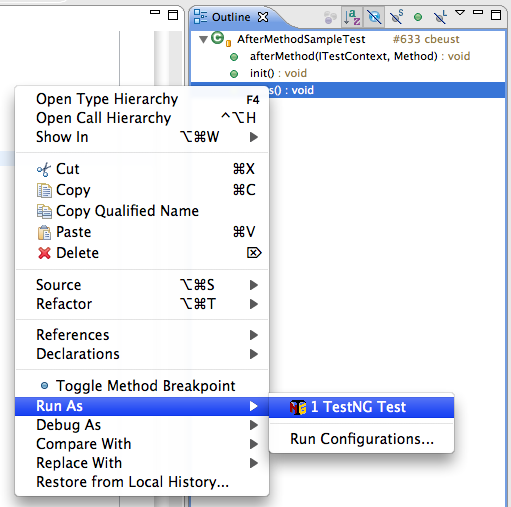 Outline
AfterMethodSampleTest #633 cbeust
afterMethod(ITestContext, Method) : void
init() : void
s() : void
Open Type Hierarchy F4
Open Call Hierarchy ^⌥H
Show In ⌥⌘W
Cut ⌘X
Copy ⌘C
Copy Qualified Name
Paste ⌘V
Delete ⌦
Source ⌥⌘S
Refactor ⌥⌘T
References
Declarations
Toggle Method Breakpoint
Run As
1 TestNG Test
Debug As
Run Configurations...
Compare With
Replace With
Restore from Local History...